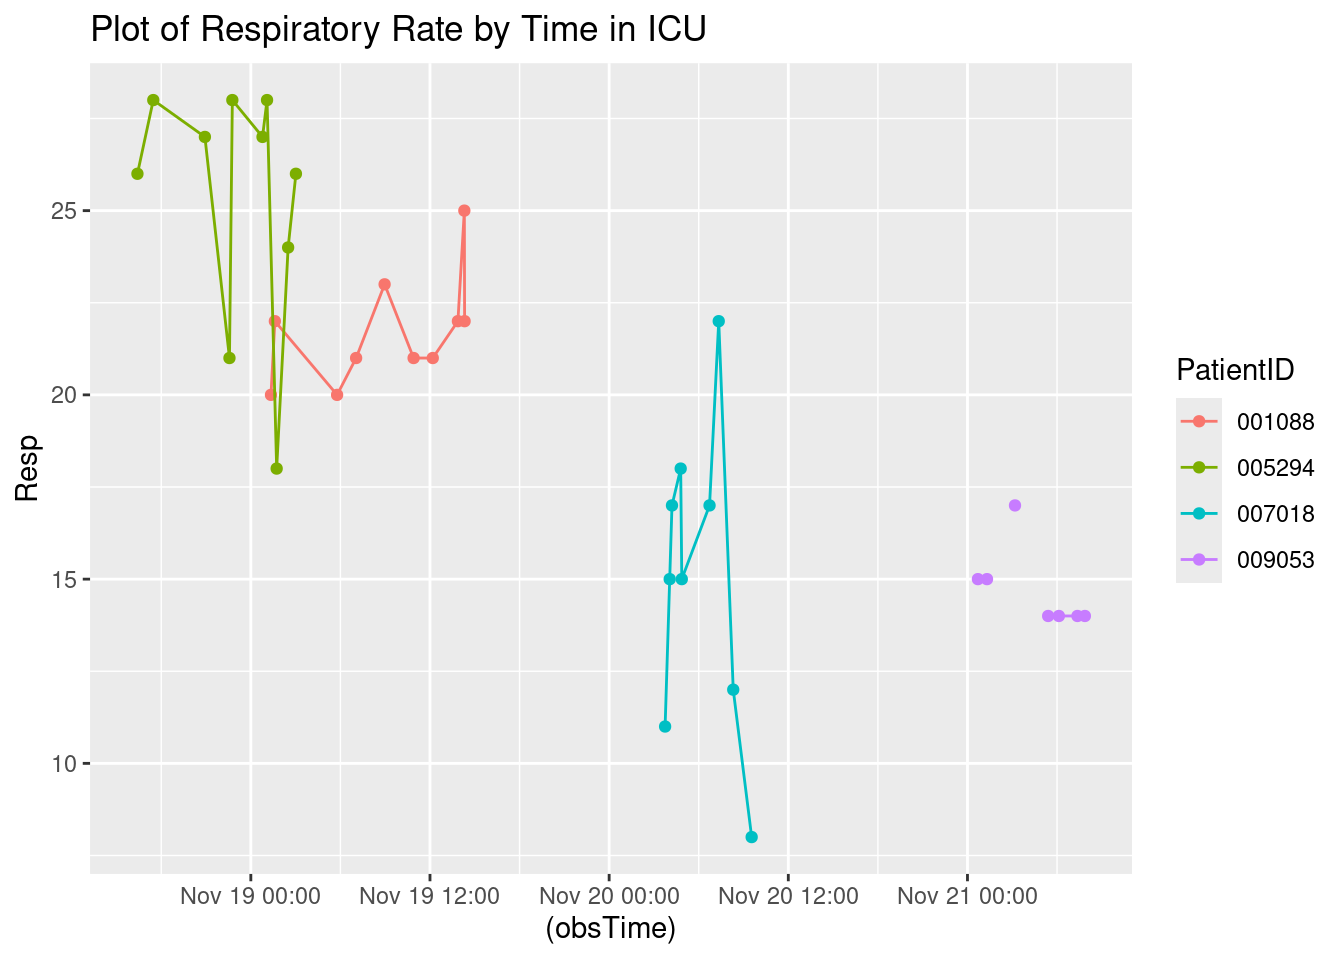 Plot of Respiratory Rate by Time in ICU
Resp
25
20
15
10
Nov 19 00:00 Nov 19 12:00 Nov 20 00:00 Nov 20 12:00 Nov 21 00:00
(obsTime)
PatientID
001088
005294
007018
009053